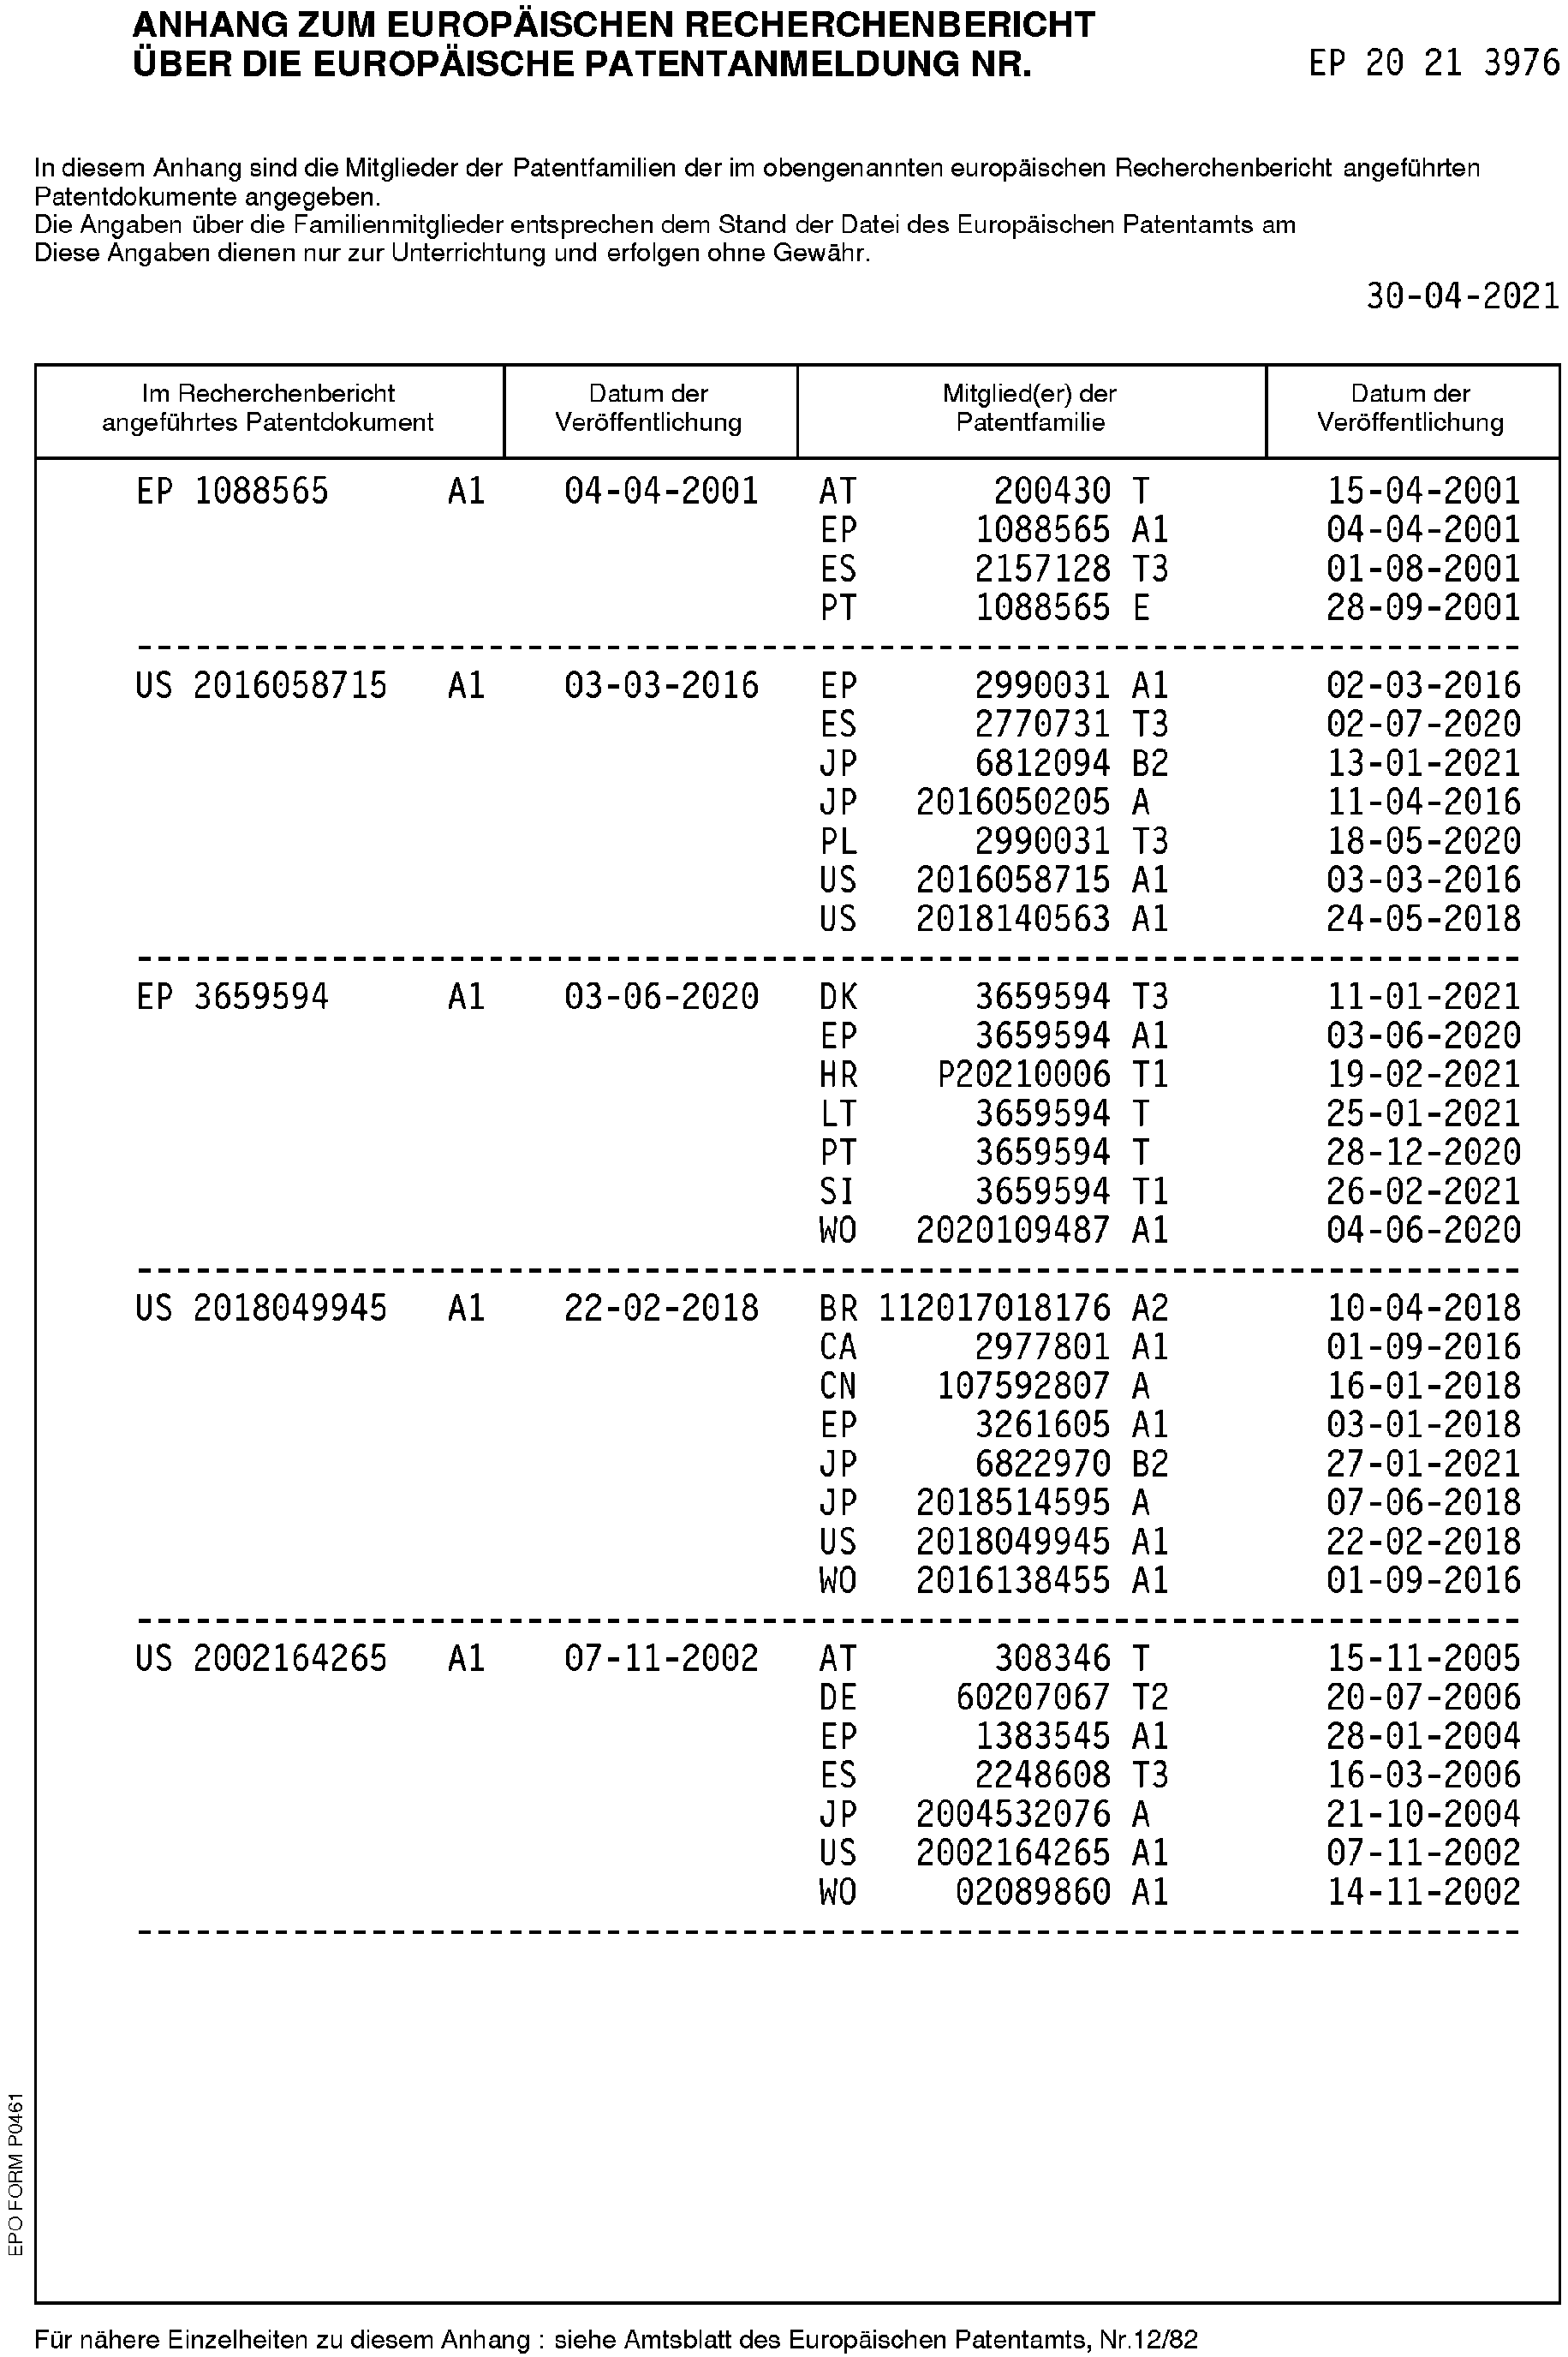 ANHANG ZUM EUROPÄISCHEN RECHERCHENBERICHT
ÜBER DIE EUROPÄISCHE PATENTANMELDUNG NR. EP 20 21 3976
In diesem Anhang sind die Mitglieder der Patentfamilien der im obengenannten europäischen Recherchenbericht angeführten
Patentdokumente angegeben.
Die Angaben über die Familienmitglieder entsprechen dem Stand der Datei des Europäischen Patentamts am
Diese Angaben dienen nur zur Unterrichtung und erfolgen ohne Gewähr.
30-04-2021
Im Recherchenbericht angeführtes Patentdokument | Datum der Veröffentlichung | Mitglied(er) der Patentfamilie | Datum der Veröffentlichung
EP 1088565 A1 04-04-2001 AT 200430 T 15-04-2001
EP 1088565 A1 04-04-2001
ES 2157128 T3 01-08-2001
PT 1088565 E 28-09-2001
US 2016058715 A1 03-03-2016 EP 2990031 A1 02-03-2016
ES 2770731 T3 02-07-2020
JP 6812094 B2 13-01-2021
JP 2016050205 A 11-04-2016
PL 2990031 T3 18-05-2020
US 2016058715 A1 03-03-2016
US 2018140563 A1 24-05-2018
EP 3659594 A1 03-06-2020 DK 3659594 T3 11-01-2021
EP 3659594 A1 03-06-2020
HR P20210006 T1 19-02-2021
LT 3659594 T 25-01-2021
PT 3659594 T 28-12-2020
SI 3659594 T1 26-02-2021
WO 2020109487 A1 04-06-2020
US 2018049945 A1 22-02-2018 BR 112017018176 A2 10-04-2018
CA 2977801 A1 01-09-2016
CN 107592807 A 16-01-2018
EP 3261605 A1 03-01-2018
JP 6822970 B2 27-01-2021
JP 2018514595 A 07-06-2018
US 2018049945 A1 22-02-2018
WO 2016138455 A1 01-09-2016
US 2002164265 A1 07-11-2002 AT 308346 T 15-11-2005
DE 60207067 T2 20-07-2006
EP 1383545 A1 28-01-2004
ES 2248608 T3 16-03-2006
JP 2004532076 A 21-10-2004
US 2002164265 A1 07-11-2002
WO 02089860 A1 14-11-2002
EPO FORM P0461
Für nähere Einzelheiten zu diesem Anhang : siehe Amtsblatt des Europäischen Patentamts, Nr.12/82